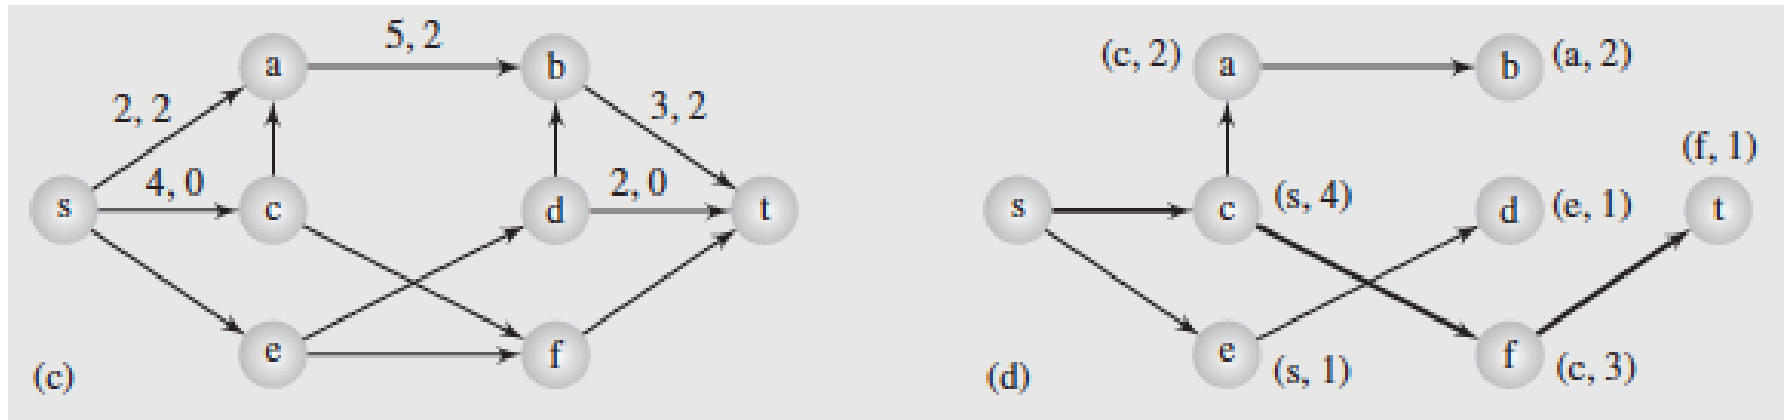 5, 2
a
b
2, 2
3, 2
4, 0
2, 0
s
c
d
t
e
f
(c)
(c, 2)
a
b
(a, 2)
(f, 1)
s
c
(s, 4)
d
(e, 1)
t
e
(s, 1)
f
(c, 3)
(d)